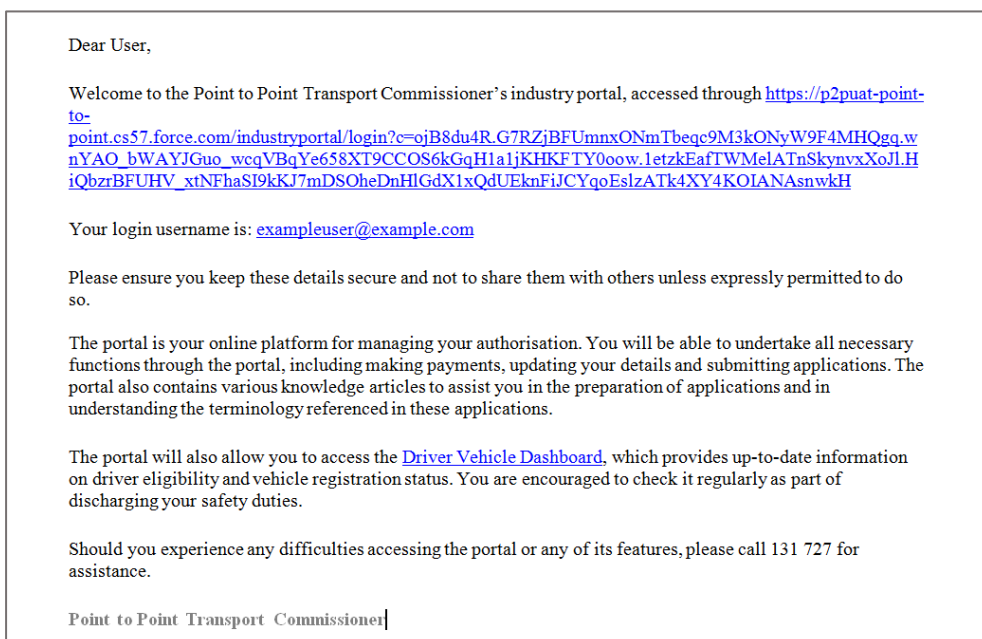 Dear User,
Welcome to the Point to Point Transport Commissioner's industry portal, accessed through https://p2puat-point-
to-
point.cs57.force.com/industryportal/login?c=ojB8du4R.G7RZjBFUmnxONmTbeqc9M3kONyW9F4MHQgq.w
nYAO_bWAYJGuo_wcqVBqYe658XT9CCOS6kGqH1a1jKHKFTY0oow.1etzkEafTWMelATnSkynvxXoJl.H
iQbzrBFUHV_xtNFhaSI9kKJ7mDSOheDnHlGdX1xQdUEknFiJCYqoEslzATk4XY4KOIANAsnwkH
Your login username is: exampleuser@example.com
Please ensure you keep these details secure and not to share them with others unless expressly permitted to do
so.
The portal is your online platform for managing your authorisation. You will be able to undertake all necessary
functions through the portal, including making payments, updating your details and submitting applications. The
portal also contains various knowledge articles to assist you in the preparation of applications and in
understanding the terminology referenced in these applications.
The portal will also allow you to access the Driver Vehicle Dashboard, which provides up-to-date information
on driver eligibility and vehicle registration status. You are encouraged to check it regularly as part of
discharging your safety duties.
Should you experience any difficulties accessing the portal or any of its features, please call 131 727 for
assistance.
Point to Point Transport Commissioner